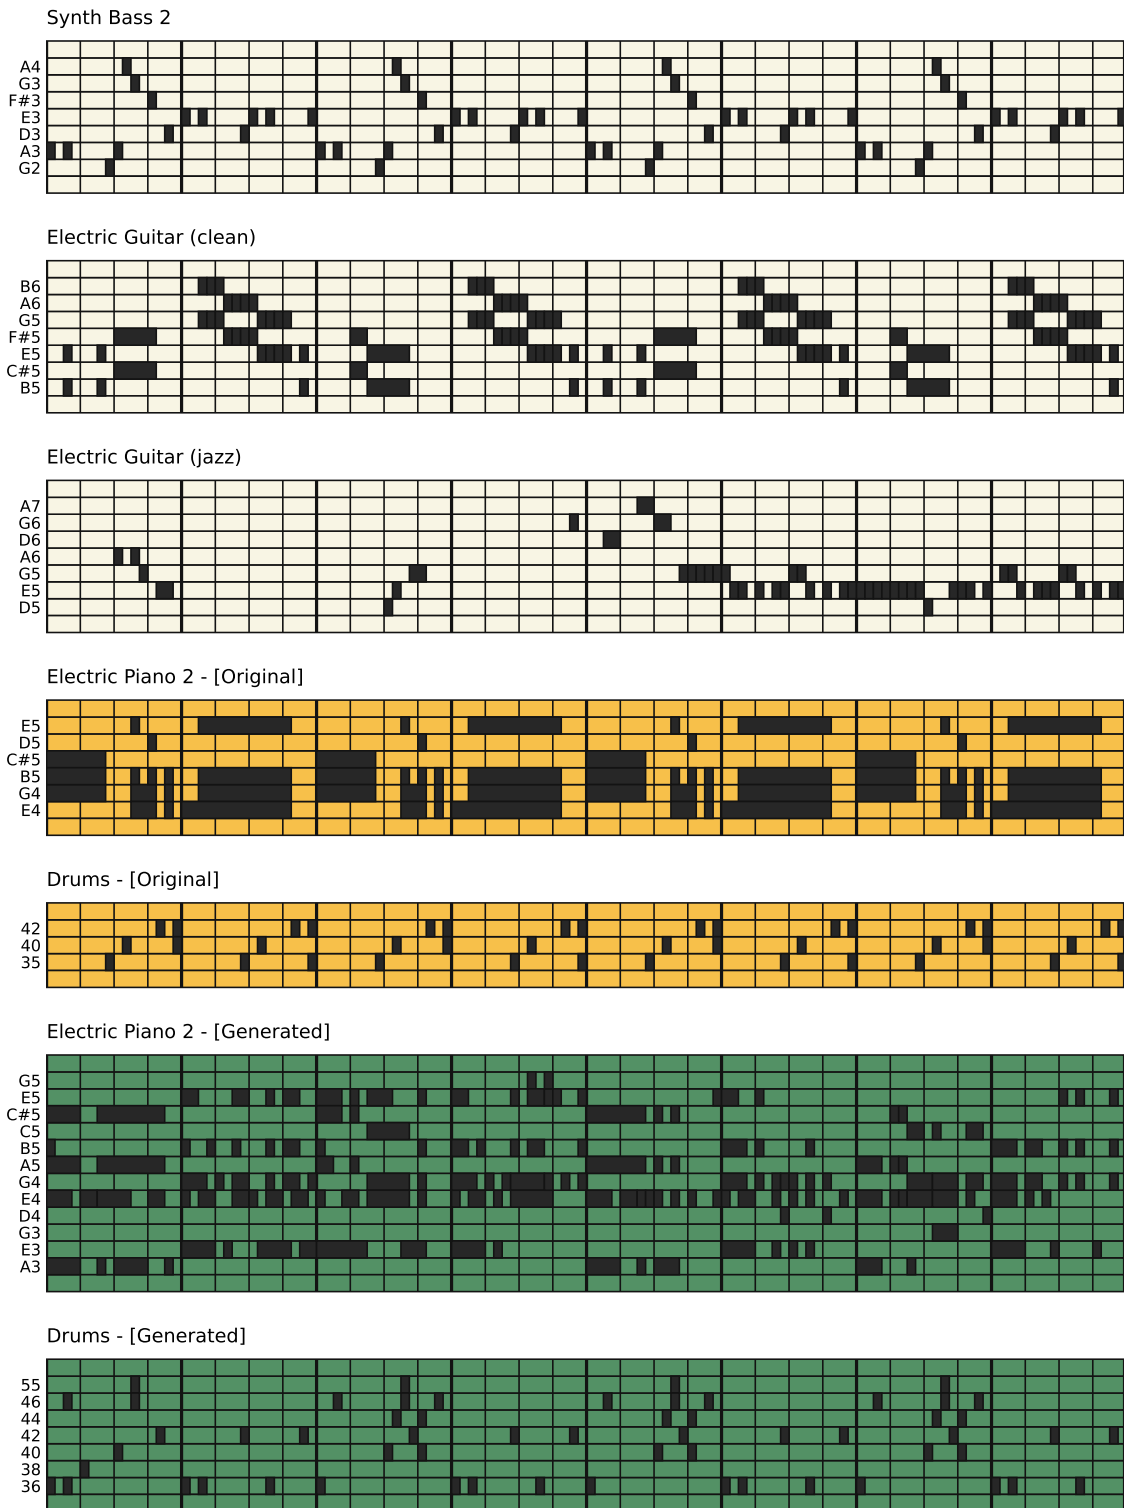 Synth Bass 2
A4
G3
F#3
E3
D3
A3
G2
Electric Guitar (clean)
B6
A6
G5
F#5
E5
C#5
B5
Electric Guitar (jazz)
A7
G6
D6
A6
G5
E5
D5
Electric Piano 2 - [Original]
E5
D5
C#5
B5
G4
E4
Drums - [Original]
42
40
35
Electric Piano 2 - [Generated]
G5
E5
C#5
C5
B5
A5
G4
E4
D4
G3
E3
A3
Drums - [Generated]
55
46
44
42
40
38
36